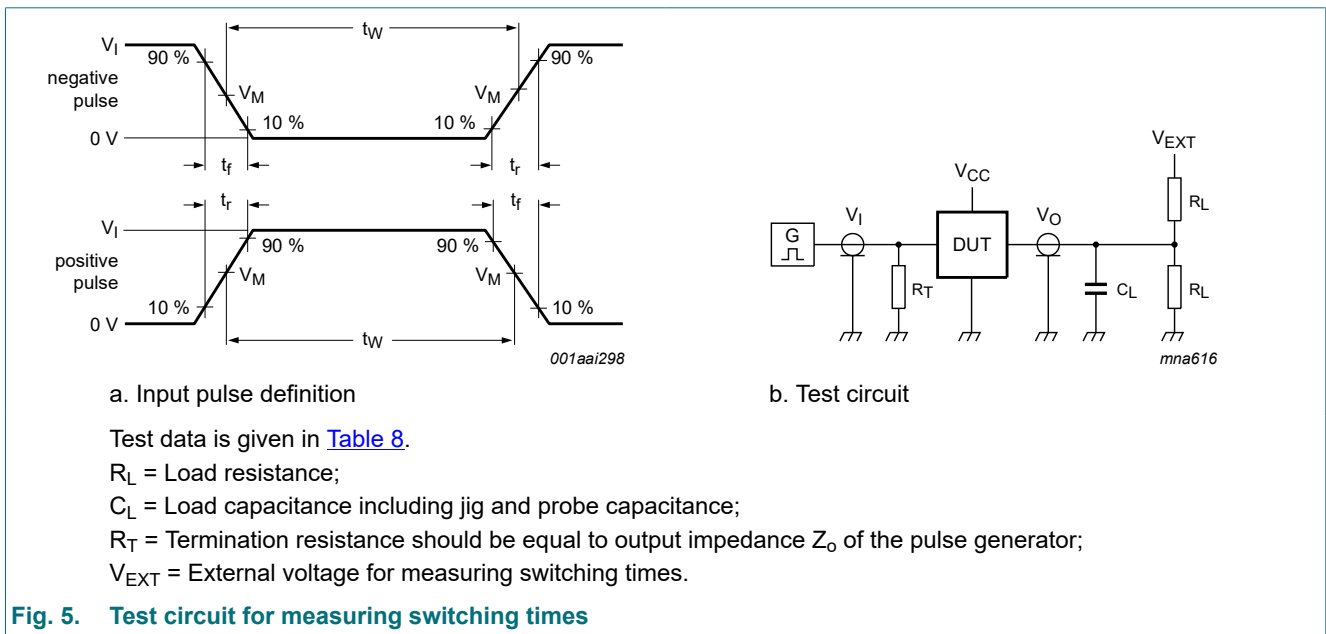 tW
VI
90 %
90 %
negative
pulse
VM
VM
10 %
10 %
0 V
tf
tr
tr
tf
VI
90 %
90 %
positive
pulse
VM
VM
10 %
10 %
0 V
tW
001aai298
VEXT
VCC
RL
VI
VO
G
DUT
RT
CL
RL
mna616
a. Input pulse definition
b. Test circuit
Test data is given in Table 8.
RL = Load resistance;
CL = Load capacitance including jig and probe capacitance;
RT = Termination resistance should be equal to output impedance Zo of the pulse generator;
VEXT = External voltage for measuring switching times.
Fig. 5. Test circuit for measuring switching times